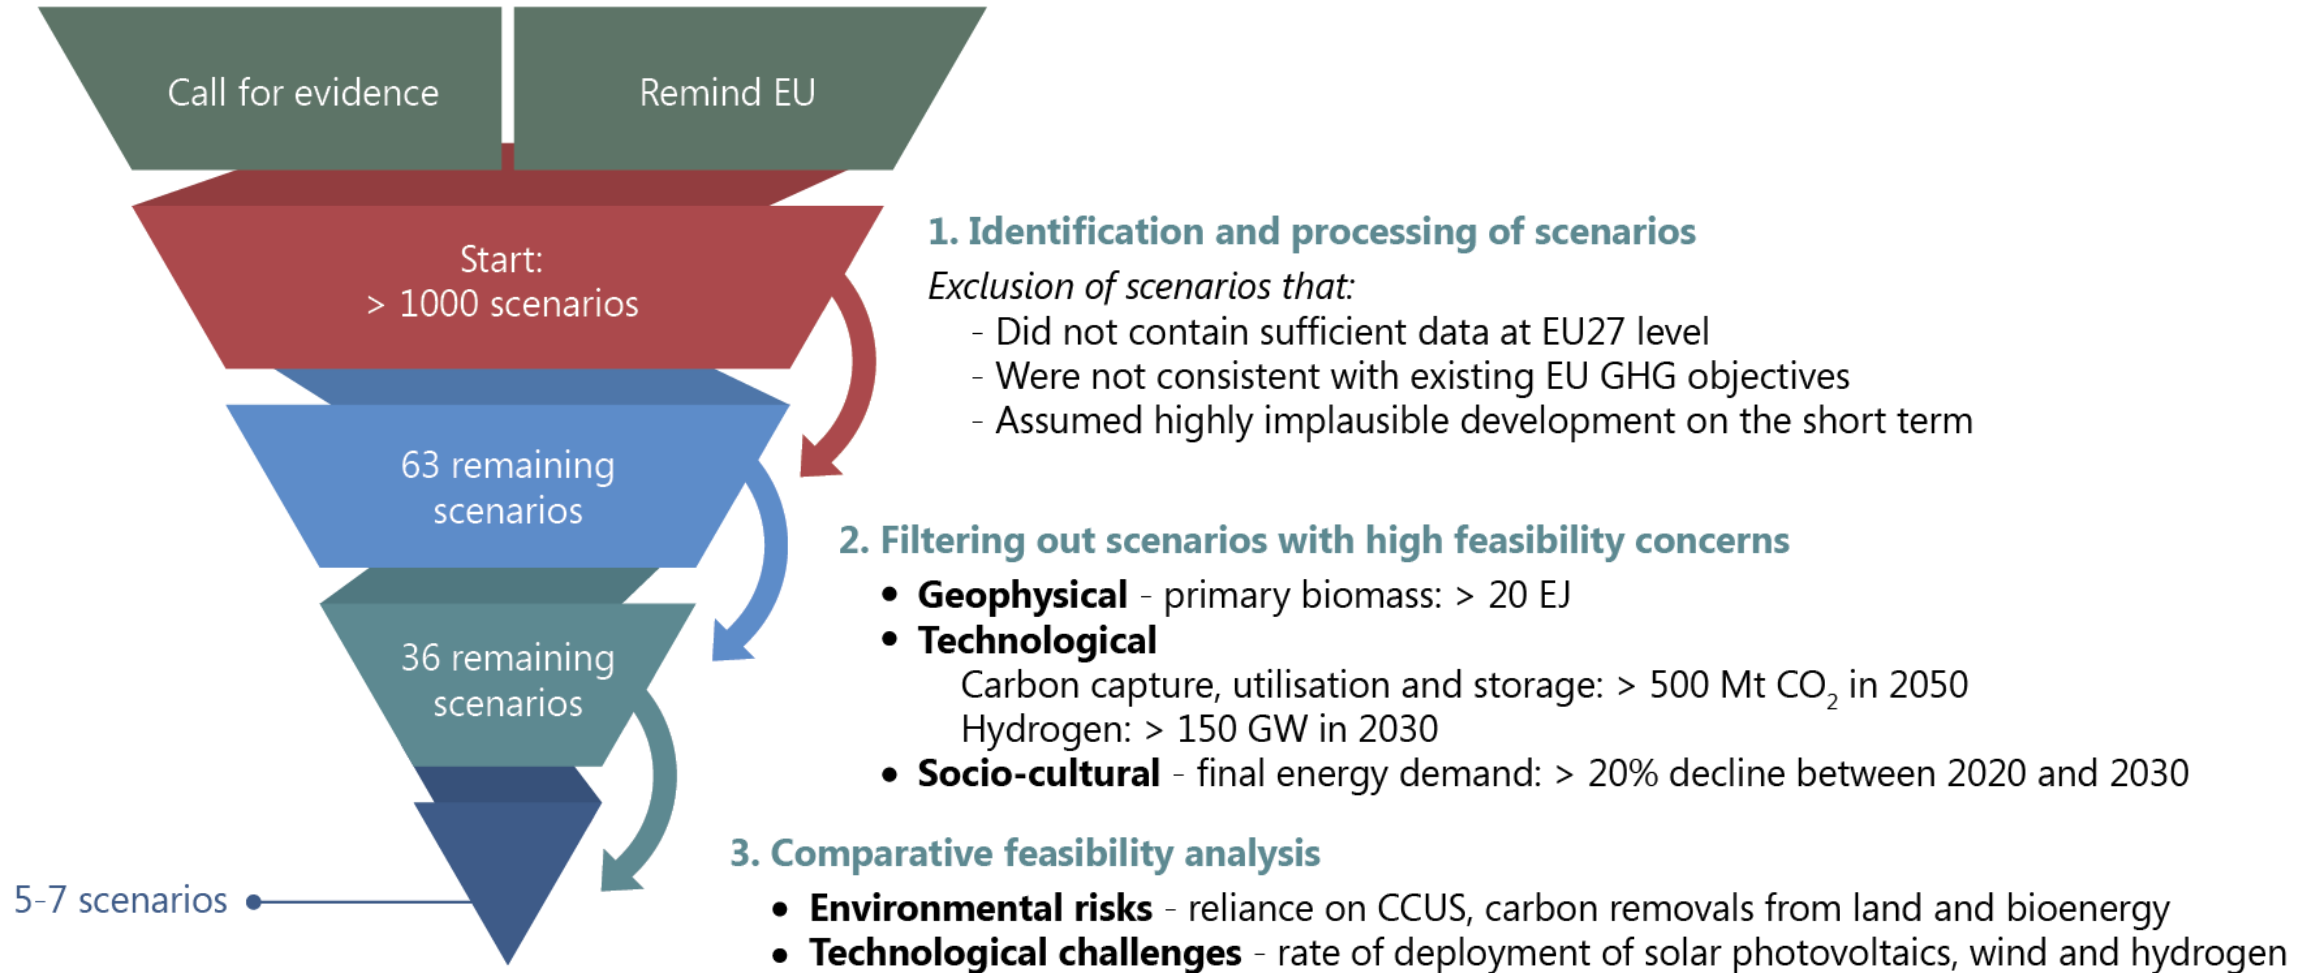 Call for evidence
Remind EU
Start:
> 1000 scenarios
1. Identification and processing of scenarios
Exclusion of scenarios that:
- Did not contain sufficient data at EU27 level
- Were not consistent with existing EU GHG objectives
- Assumed highly implausible development on the short term
63 remaining
scenarios
2. Filtering out scenarios with high feasibility concerns
• Geophysical - primary biomass: > 20 EJ
• Technological
Carbon capture, utilisation and storage: > 500 Mt CO₂ in 2050
Hydrogen: > 150 GW in 2030
• Socio-cultural - final energy demand: > 20% decline between 2020 and 2030
36 remaining
scenarios
3. Comparative feasibility analysis
• Environmental risks - reliance on CCUS, carbon removals from land and bioenergy
• Technological challenges - rate of deployment of solar photovoltaics, wind and hydrogen
5-7 scenarios